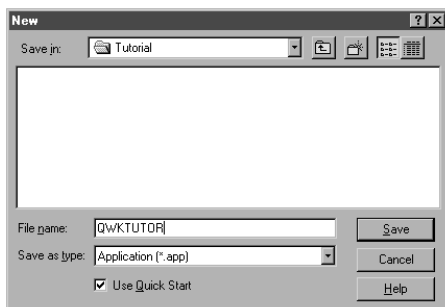 New
Save in: Tutorial
File name: QWKTUTOR
Save
Save as type: Application (*.app)
Cancel
Use Quick Start
Help